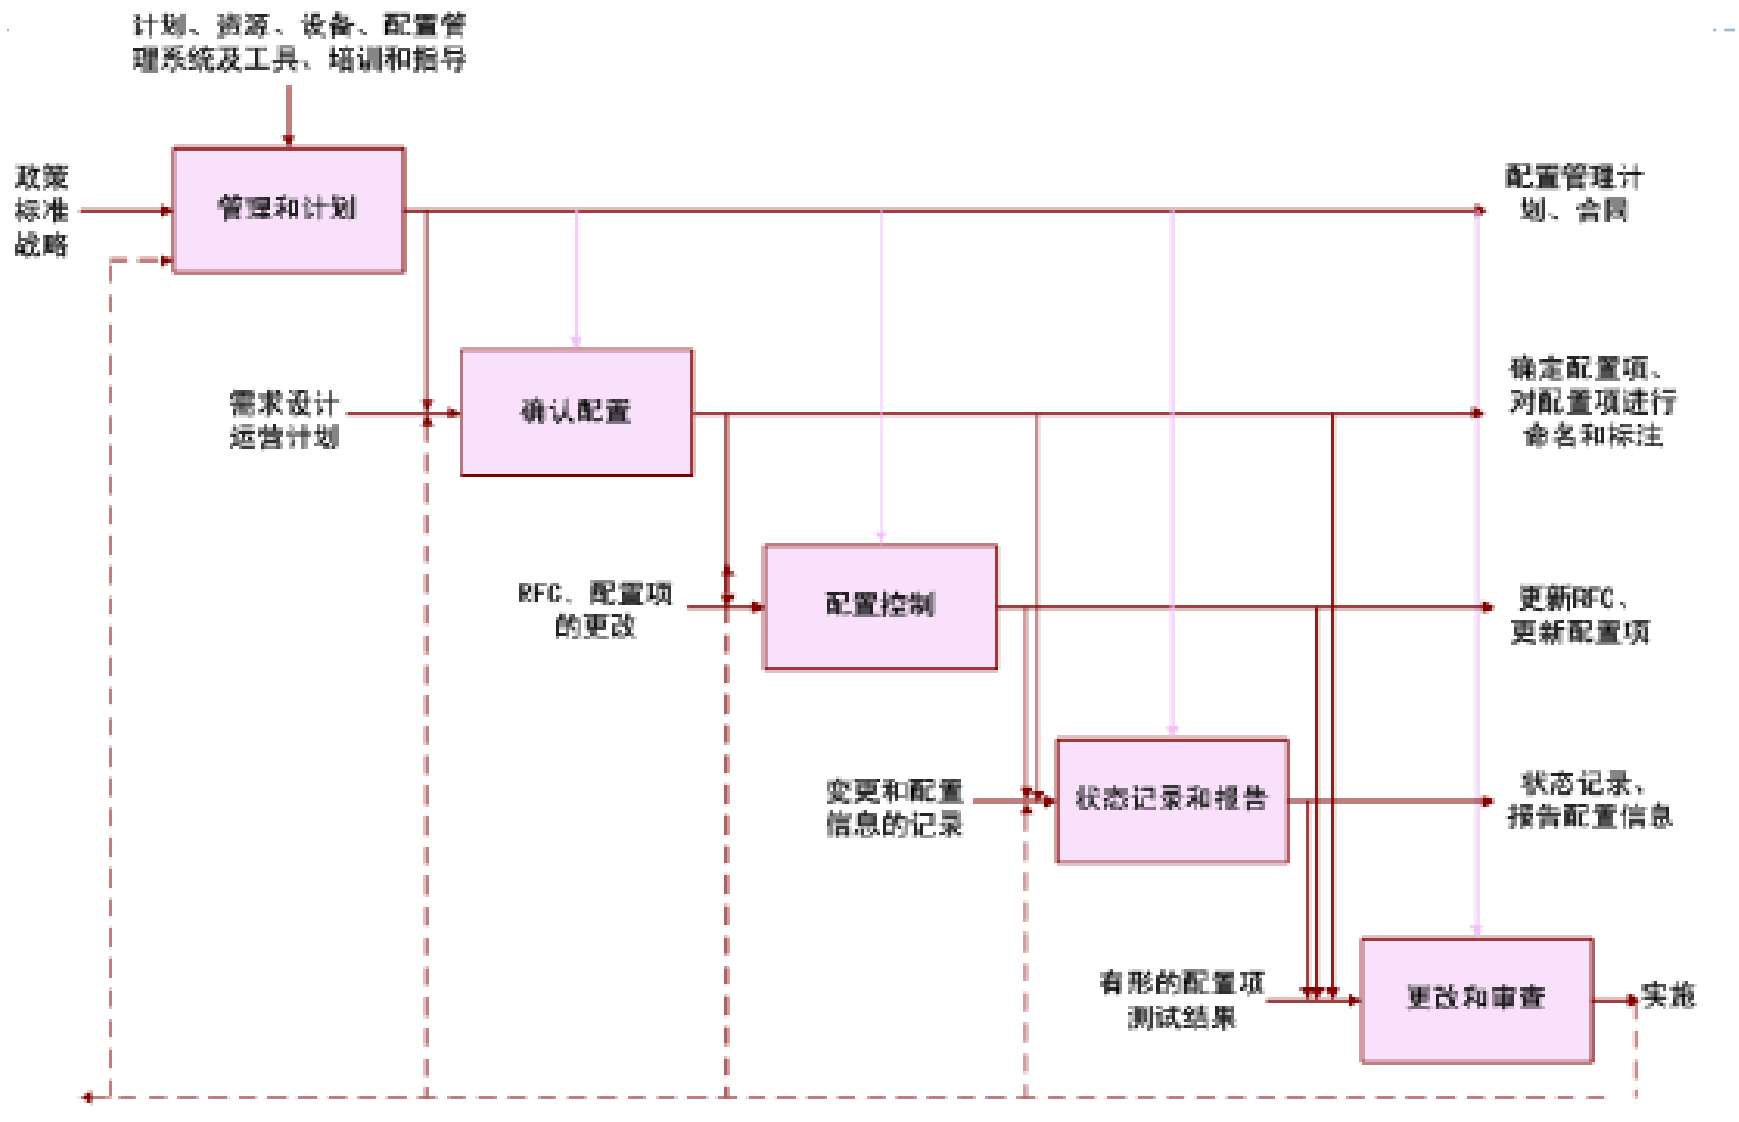 计划、资源、设备、配置管
理系统及工具、培训和指导
政策
标准
战略
管理和计划
配置管理计
划、合同
需求设计
运营计划
确认配置
确定配置项、
对配置项进行
命名和标注
RFC、配置项
的更改
配置控制
更新RFC、
更新配置项
变更和配置
信息的记录
状态记录和报告
状态记录、
报告配置信息
有形的配置项
测试结果
更改和审查
实施